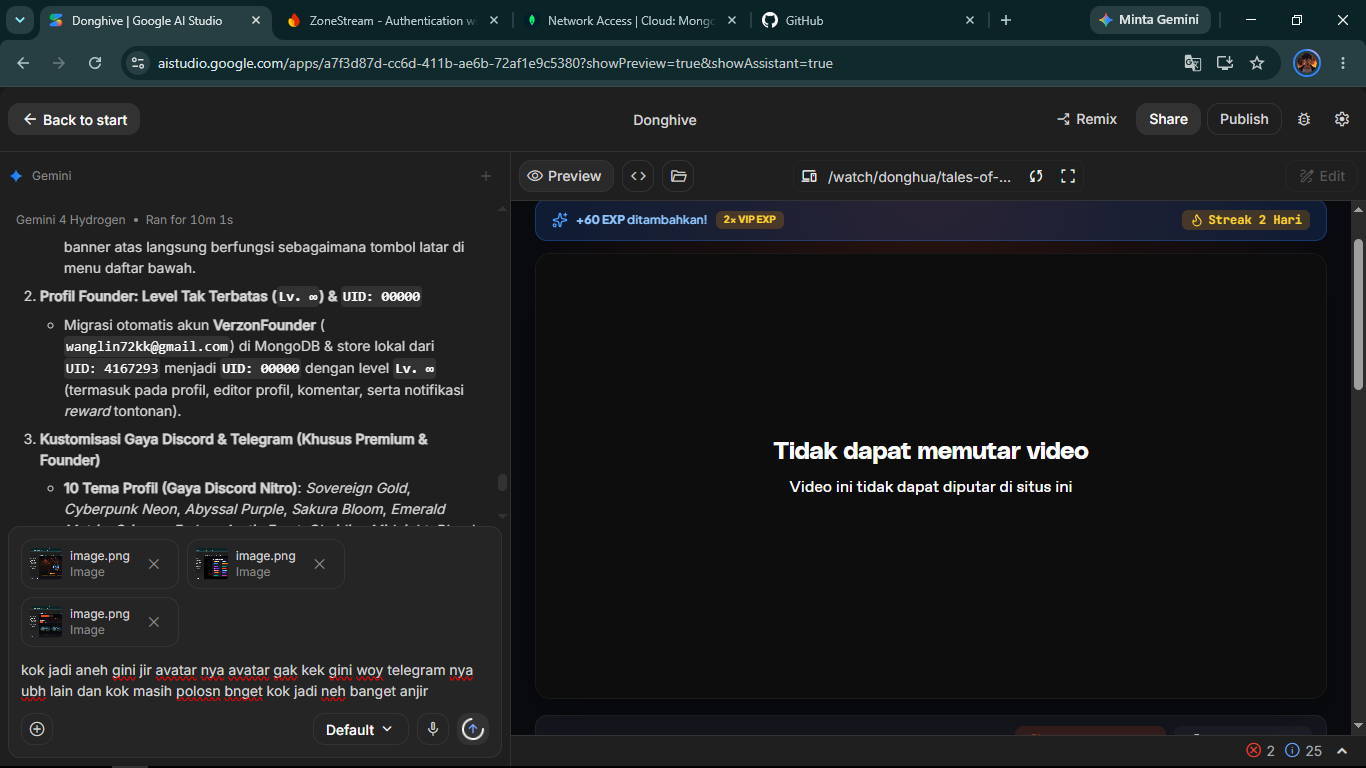 Donghive | Google AI Studio
ZoneStream - Authentication w
Network Access | Cloud: Mongo
GitHub
Minta Gemini
aistudio.google.com/apps/a7f3d87d-cc6d-411b-ae6b-72af1e9c5380?showPreview=true&showAssistant=true
Back to start
Donghive
Remix
Share
Publish
Gemini
Preview
/watch/donghua/tales-of-...
Edit
Gemini 4 Hydrogen • Ran for 10m 1s
banner atas langsung berfungsi sebagaimana tombol latar di
menu daftar bawah.
2. Profil Founder: Level Tak Terbatas (Lv. ∞) & UID: 00000
Migrasi otomatis akun VerzonFounder (
wanglin72kk@gmail.com) di MongoDB & store lokal dari
UID: 4167293 menjadi UID: 00000 dengan level Lv. ∞
(termasuk pada profil, editor profil, komentar, serta notifikasi
reward tontonan).
3. Kustomisasi Gaya Discord & Telegram (Khusus Premium &
Founder)
10 Tema Profil (Gaya Discord Nitro): Sovereign Gold,
Cyberpunk Neon, Abyssal Purple, Sakura Bloom, Emerald
image.png
Image
image.png
Image
image.png
Image
kok jadi aneh gini jir avatar nya avatar gak kek gini woy telegram nya
ubh lain dan kok masih polosn bnget kok jadi neh banget anjir
Default
+60 EXP ditambahkan!
2x VIP EXP
Streak 2 Hari
Tidak dapat memutar video
Video ini tidak dapat diputar di situs ini
2
25